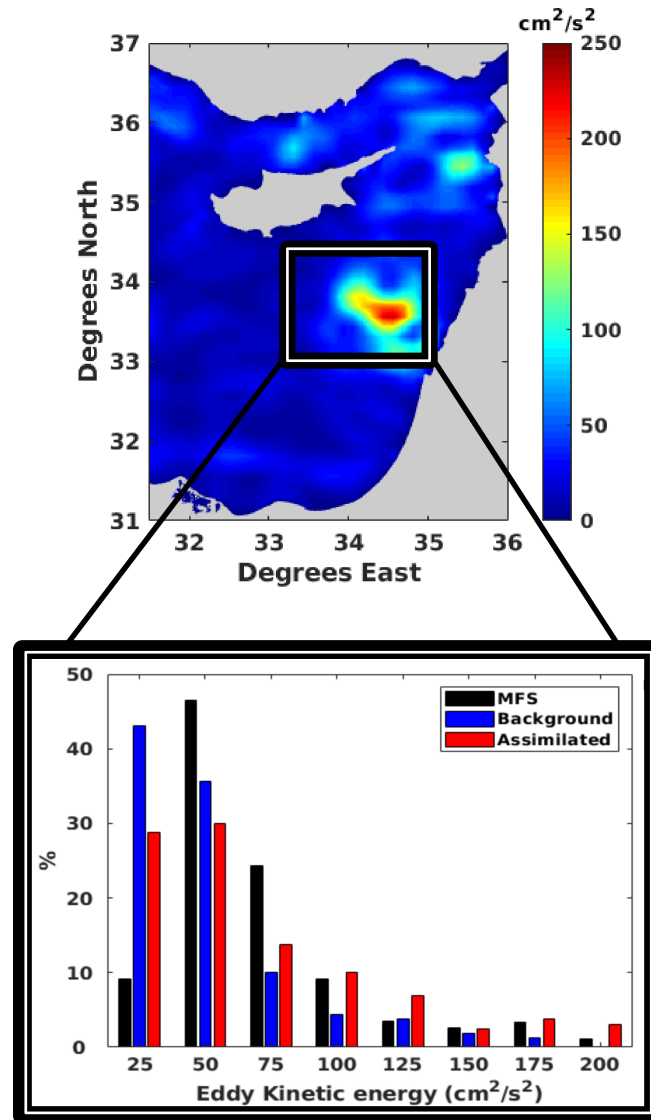 cm²/s²
37
36
35
34
33
32
31
Degrees North
250
200
150
100
50
0
32 33 34 35 36
Degrees East
50
40
30
20
10
0
%
MFS
Background
Assimilated
25 50 75 100 125 150 175 200
Eddy Kinetic energy (cm²/s²)